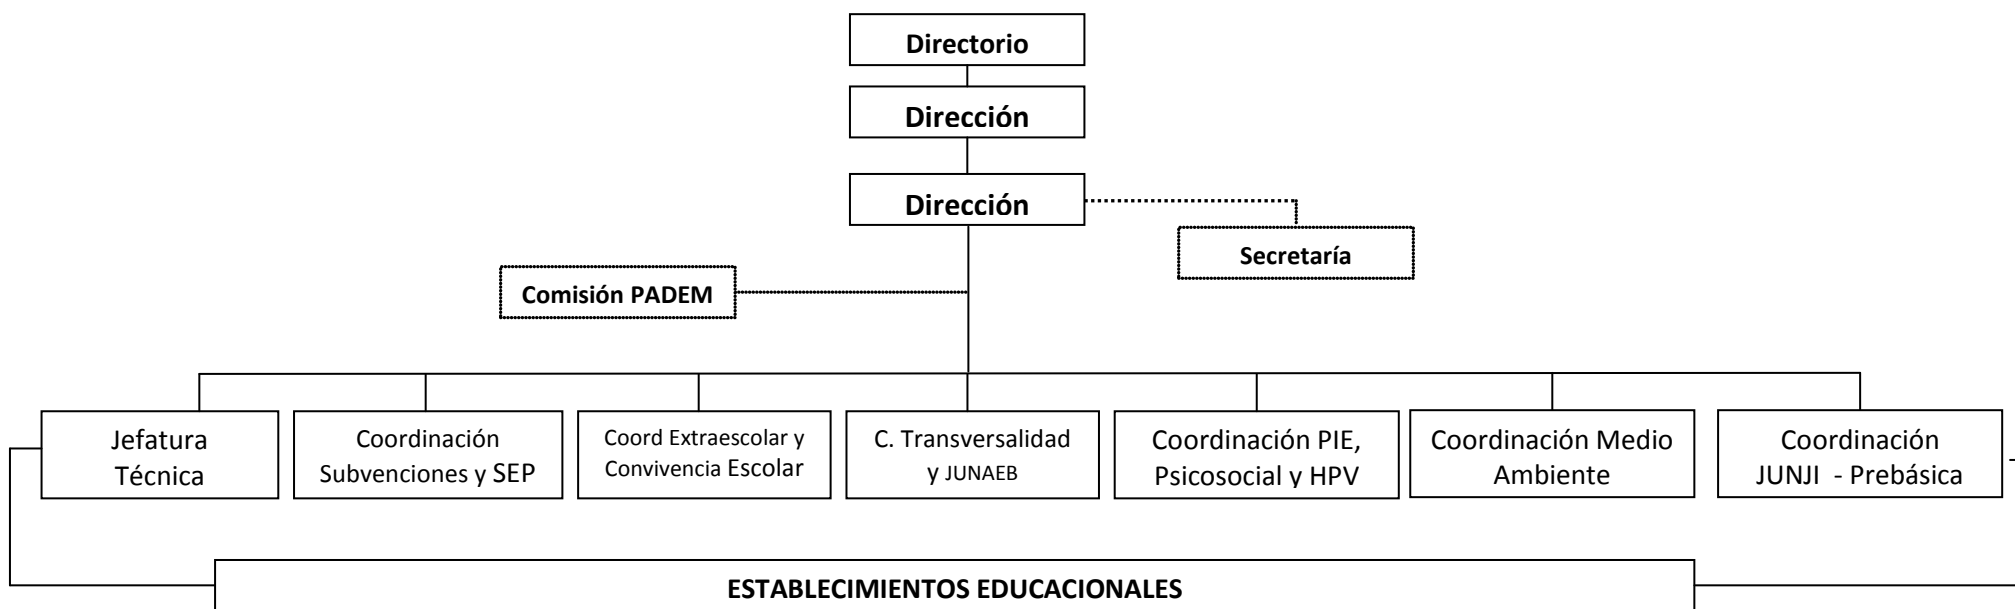 Directorio
Dirección
Dirección
Secretaría
Comisión PADEM
Jefatura
Técnica
Coordinación
Subvenciones y SEP
Coord Extraescolar y
Convivencia Escolar
C. Transversalidad
y JUNAEB
Coordinación PIE,
Psicosocial y HPV
Coordinación Medio
Ambiente
Coordinación
JUNJI - Prebásica
ESTABLECIMIENTOS EDUCACIONALES